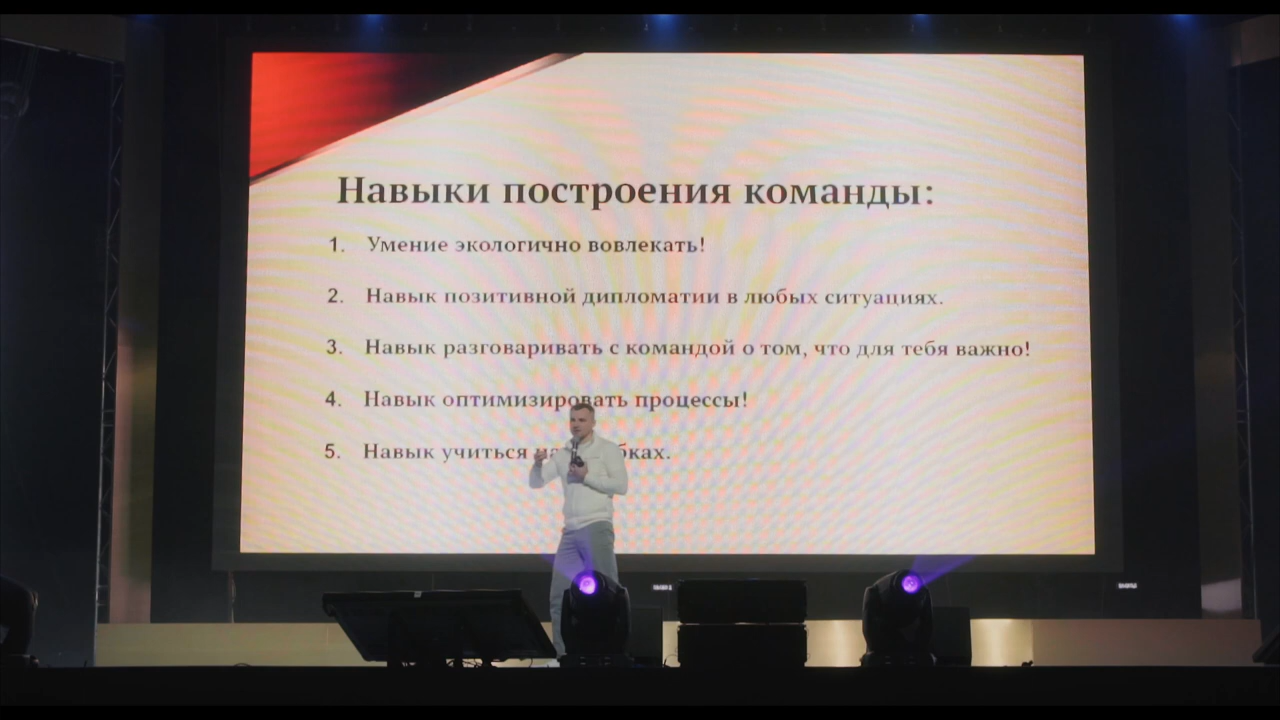 Навыки построения команды:
1. Умение экологично вовлекать!
2. Навык позитивной дипломатии в любых ситуациях.
3. Навык разговаривать с командой о том, что для тебя важно!
4. Навык оптимизировать процессы!
5. Навык учиться на